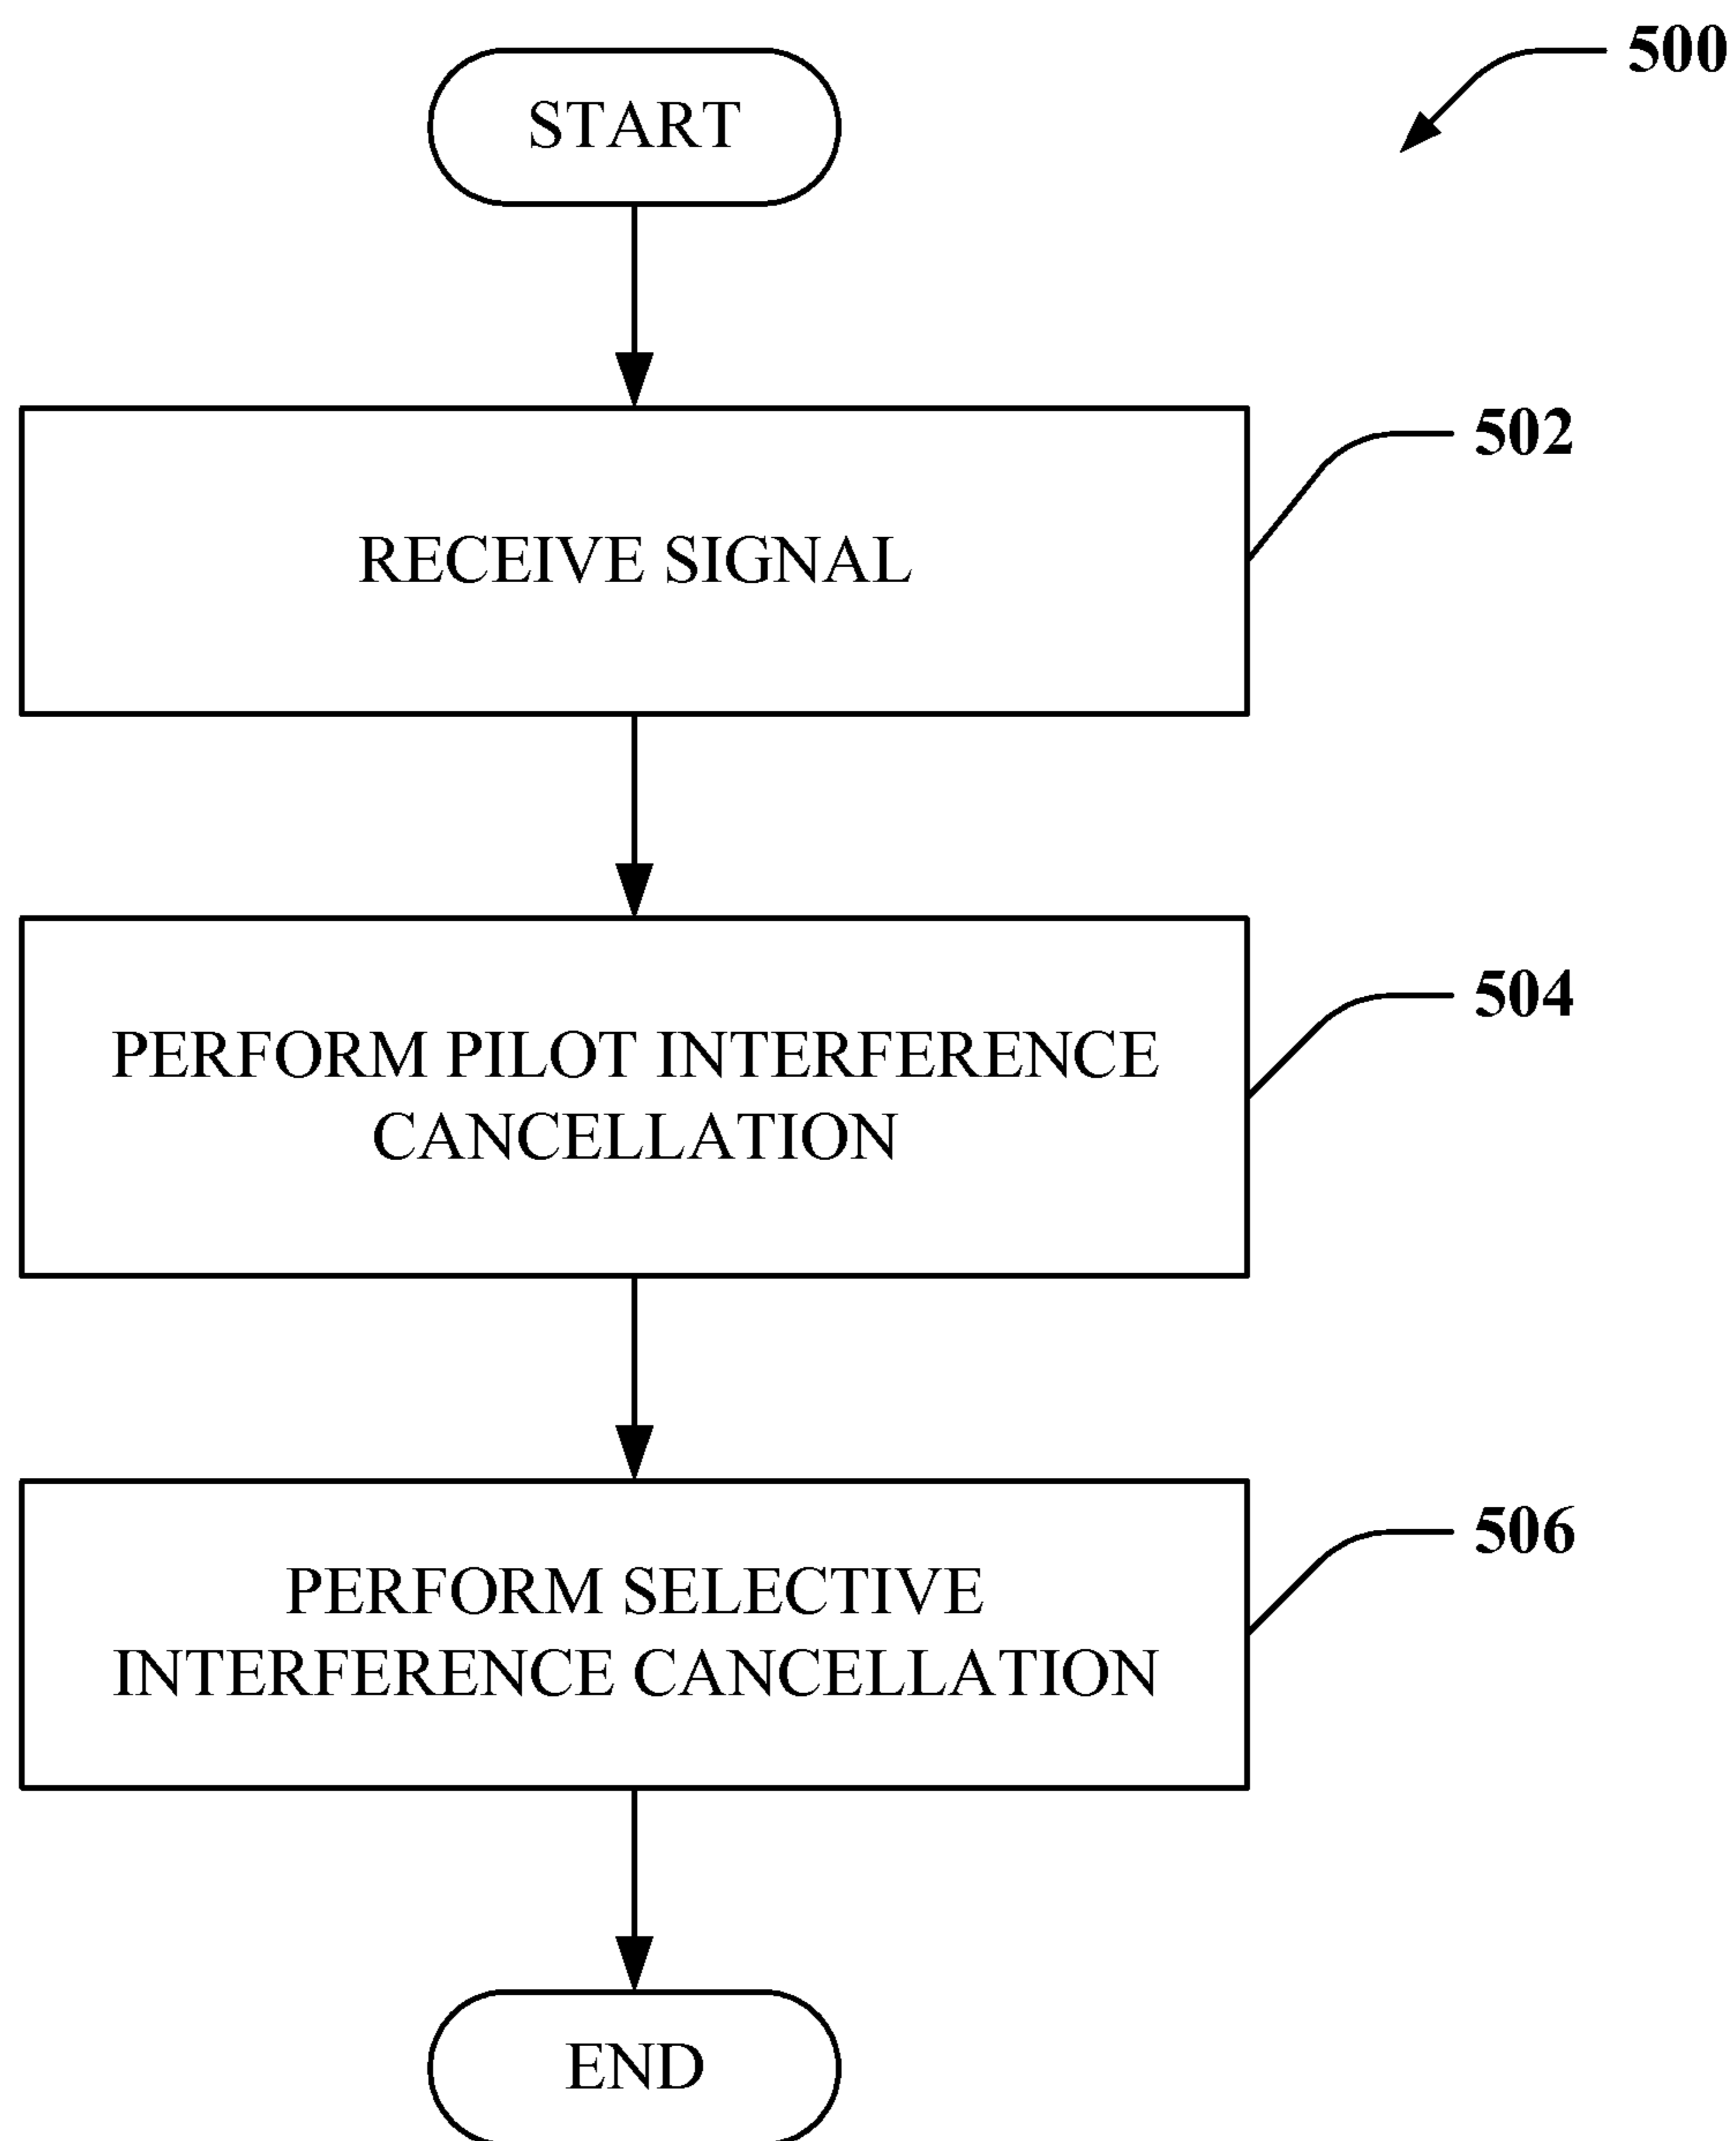 500
START
502
RECEIVE SIGNAL
504
PERFORM PILOT INTERFERENCE
CANCELLATION
506
PERFORM SELECTIVE
INTERFERENCE CANCELLATION
END